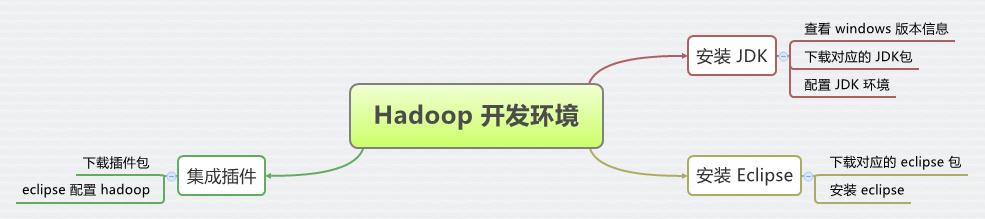 Hadoop 开发环境
安装 JDK
查看 windows 版本信息
下载对应的 JDK包
配置 JDK 环境
安装 Eclipse
下载对应的 eclipse 包
安装 eclipse
集成插件
下载插件包
eclipse 配置 hadoop